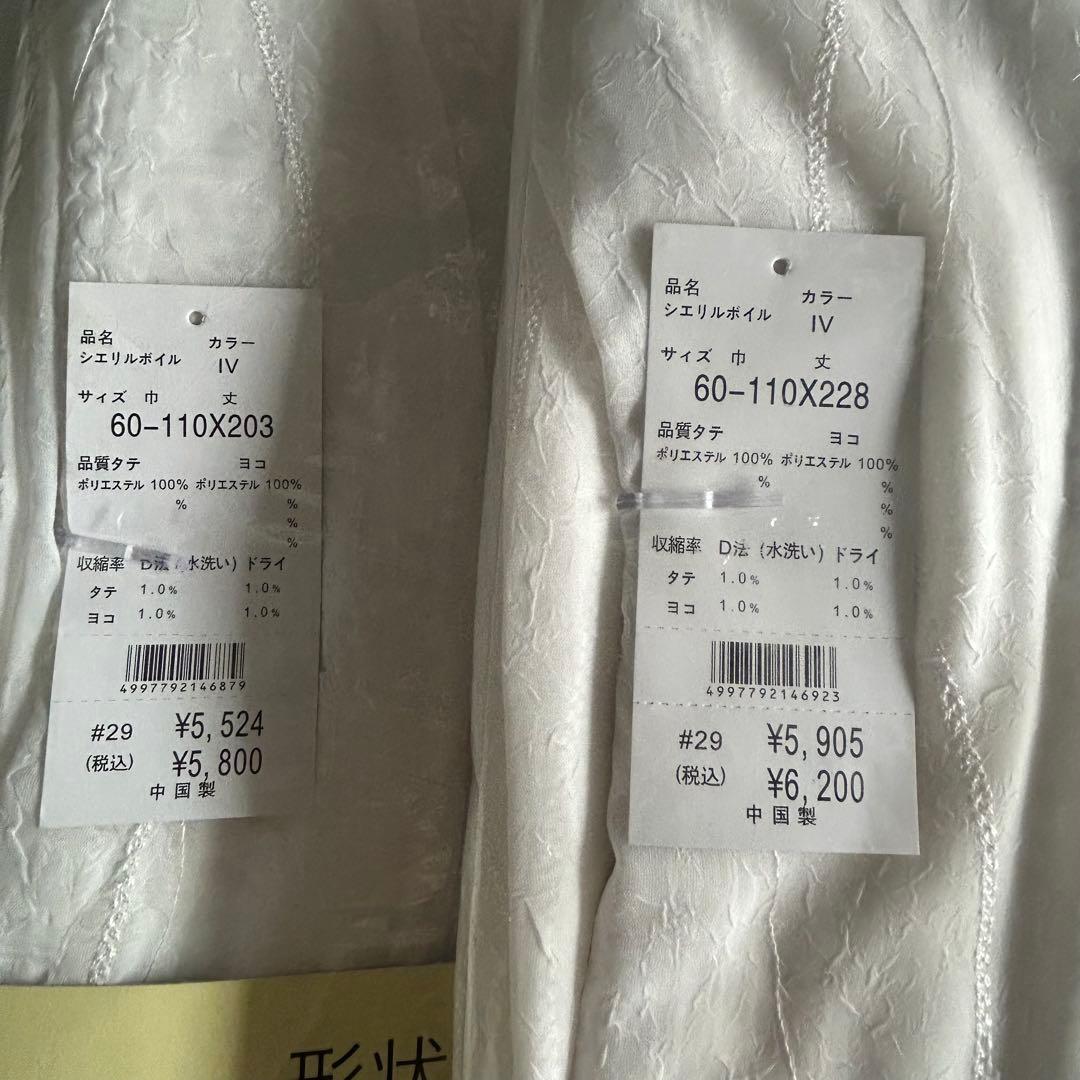 品名 カラー
シエリルボイル IV
サイズ 巾 丈
60-110X203
品質タテ ヨコ
ポリエステル 100% ポリエステル 100%
% %
%
%
収縮率 D法(水洗い)ドライ
タテ 1.0% 1.0%
ヨコ 1.0% 1.0%
4997792146879
#29 ¥5,524
(税込) ¥5,800
中国製
品名 カラー
シエリルボイル IV
サイズ 巾 丈
60-110X228
品質タテ ヨコ
ポリエステル 100% ポリエステル 100%
% %
%
%
収縮率 D法(水洗い)ドライ
タテ 1.0% 1.0%
ヨコ 1.0% 1.0%
4997792146923
#29 ¥5,905
(税込) ¥6,200
中国製
形状